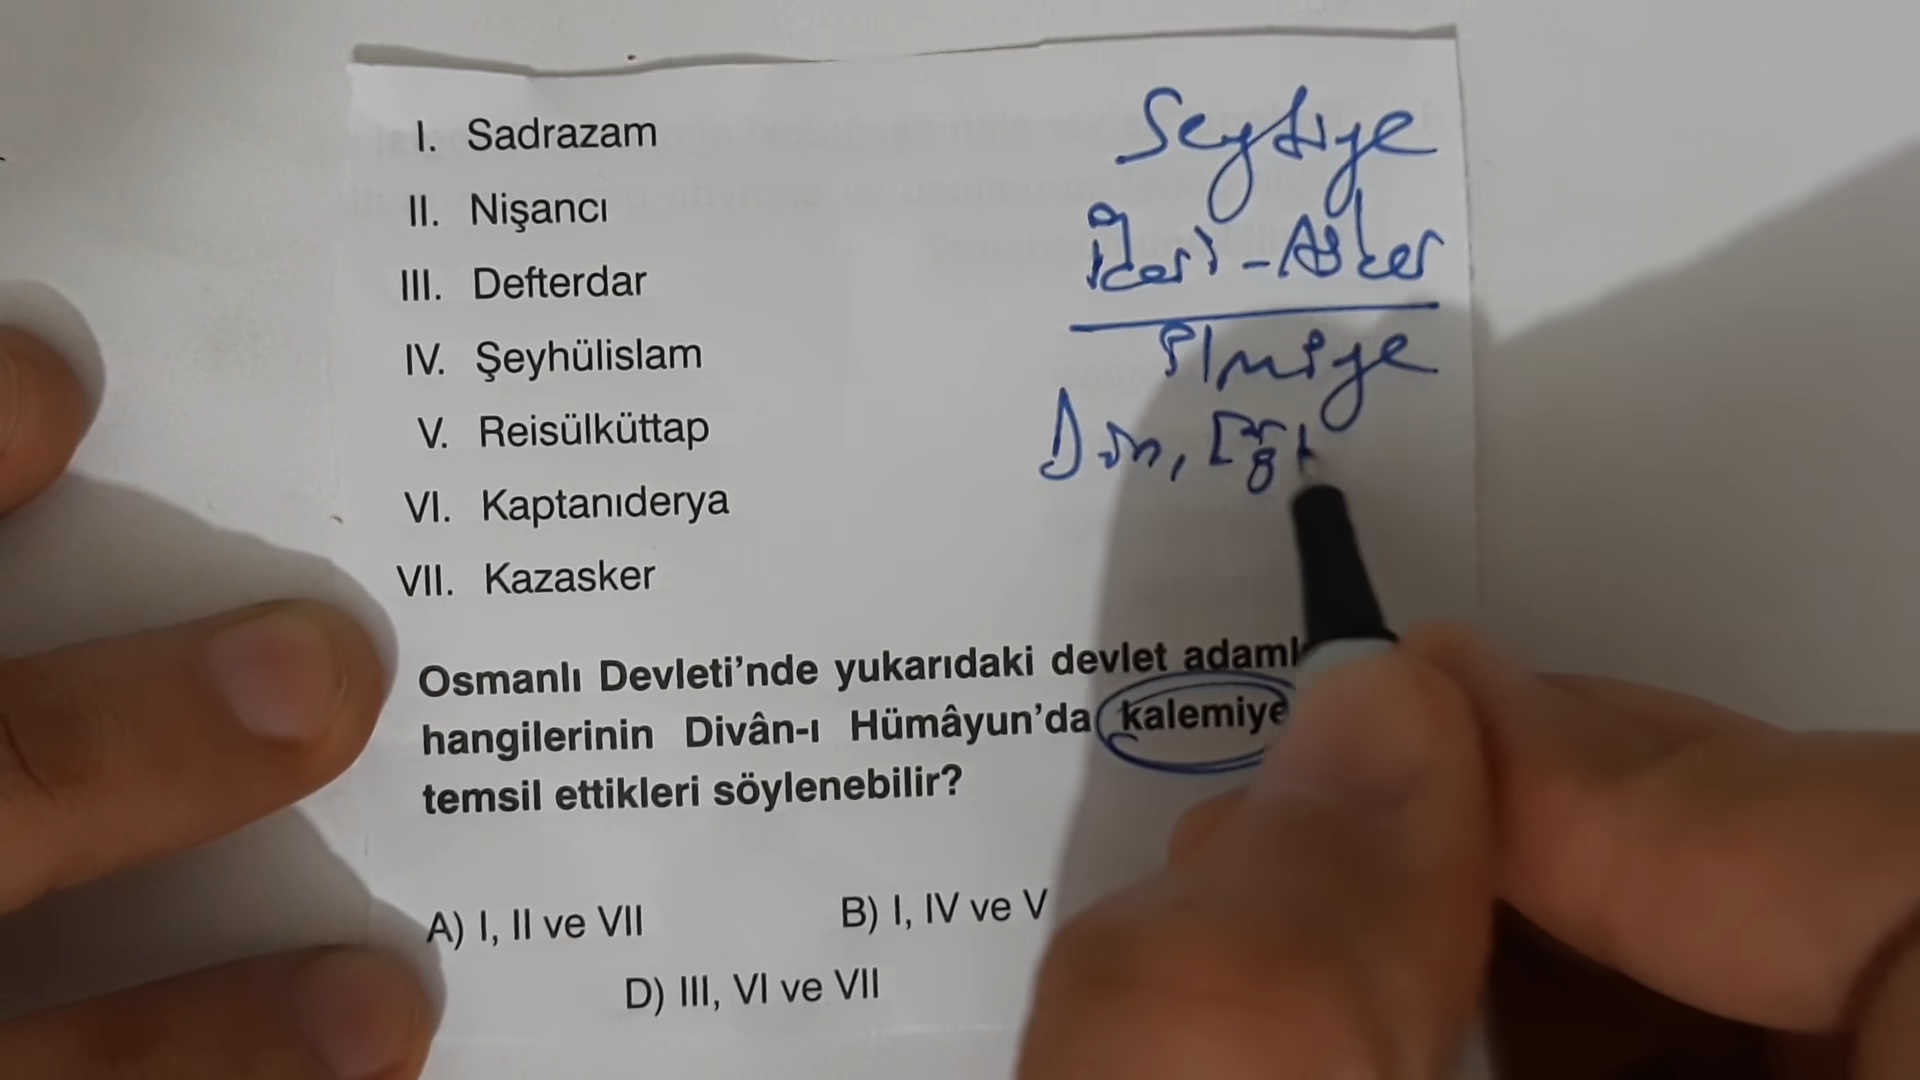 I. Sadrazam
II. Nişancı
III. Defterdar
IV. Şeyhülislam
V. Reisülküttap
VI. Kaptanıderya
VII. Kazasker
Seyfiye
İdari - Asker
İlmiye
Din,
Osmanlı Devleti’nde yukarıdaki devlet
hangilerinin Divân-ı Hümâyun’da kalemiye
temsil ettikleri söylenebilir?
A) I, II ve VII
B) I, IV ve V
D) III, VI ve VII